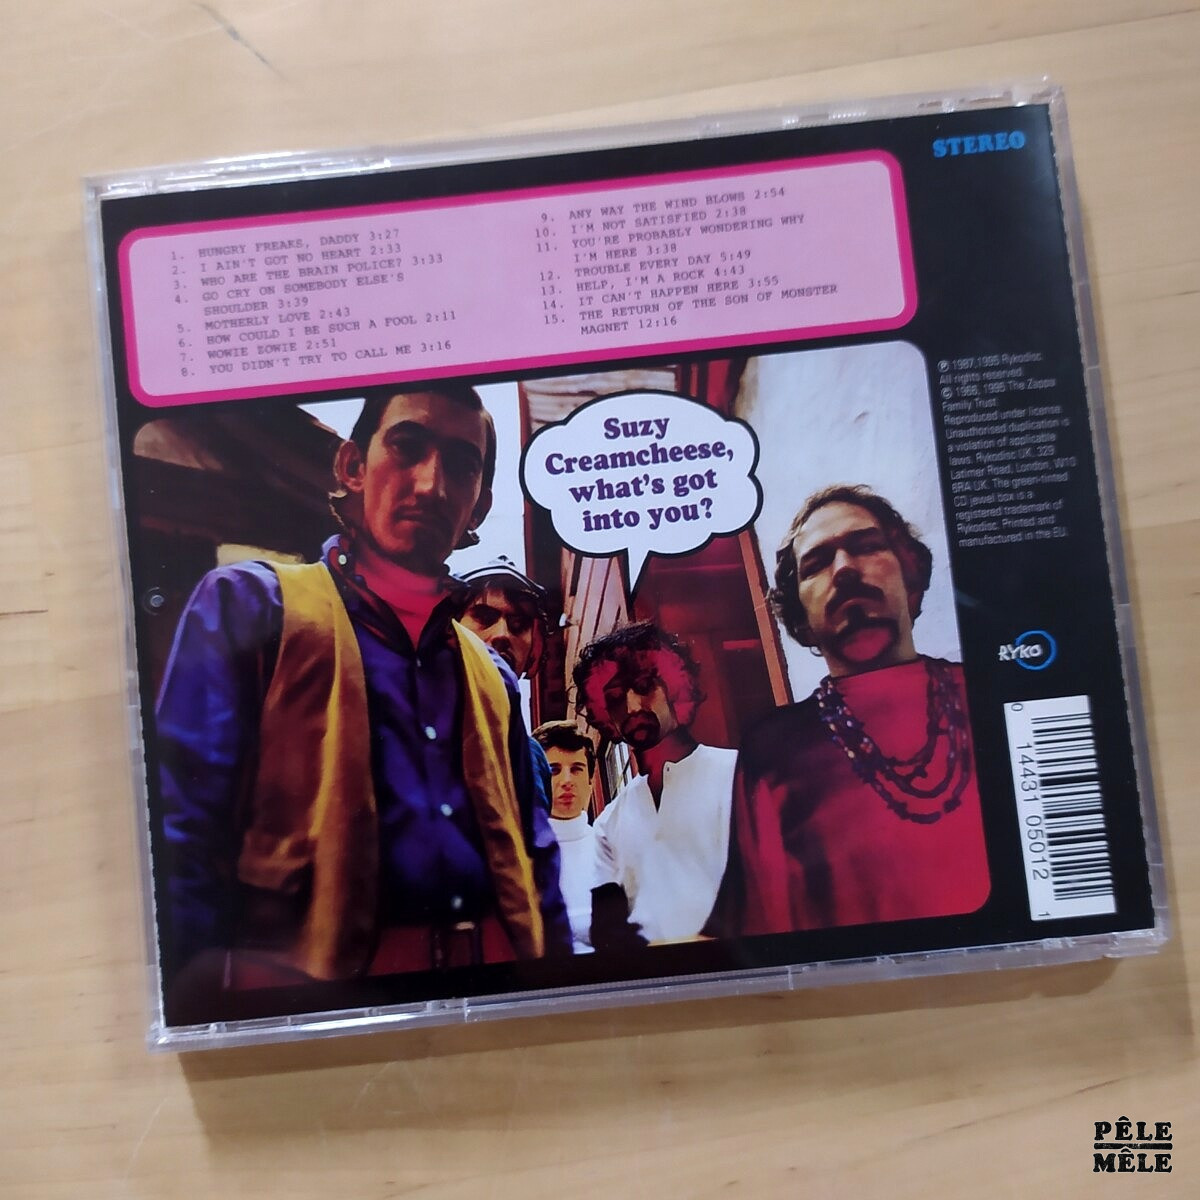 STEREO
1. HUNGRY FREAKS, DADDY 3:27
2. I AIN'T GOT NO HEART 2:33
3. WHO ARE THE BRAIN POLICE? 3:33
4. GO CRY ON SOMEBODY ELSE'S
SHOULDER 3:39
5. MOTHERLY LOVE 2:43
6. HOW COULD I BE SUCH A FOOL 2:11
7. WOWIE ZOWIE 2:51
8. YOU DIDN'T TRY TO CALL ME 3:16
9. ANY WAY THE WIND BLOWS 2:54
10. I'M NOT SATISFIED 2:38
11. YOU'RE PROBABLY WONDERING WHY
I'M HERE 3:38
12. TROUBLE EVERY DAY 5:49
13. HELP, I'M A ROCK 4:43
14. IT CAN'T HAPPEN HERE 3:55
15. THE RETURN OF THE SON OF MONSTER
MAGNET 12:16
Suzy
Creamcheese,
what's got
into you?
℗ 1987, 1995 Rykodisc
All rights reserved.
© 1966, 1995 The Zappa
Family Trust.
Reproduced under license.
Unauthorised duplication is
a violation of applicable
laws. Rykodisc UK, 329
Latimer Road, London, W10
6RA UK. The green-tinted
CD jewel box is a
registered trademark of
Rykodisc. Printed and
manufactured in the EU.
RYKO
0 14431 05012 1
PÊLE
MÊLE